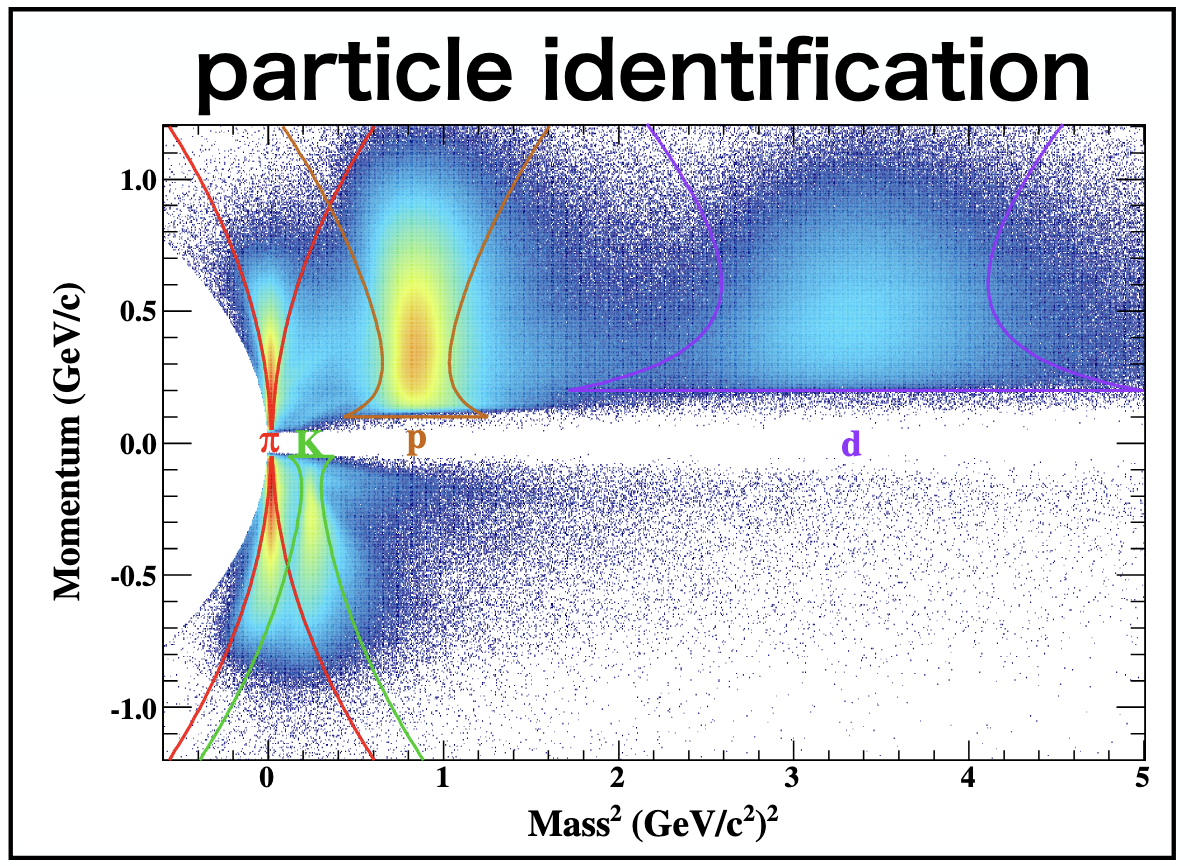 particle identification
1.0
0.5
0.0
-0.5
-1.0
Momentum (GeV/c)
π K p d
0 1 2 3 4 5
Mass² (GeV/c²)²